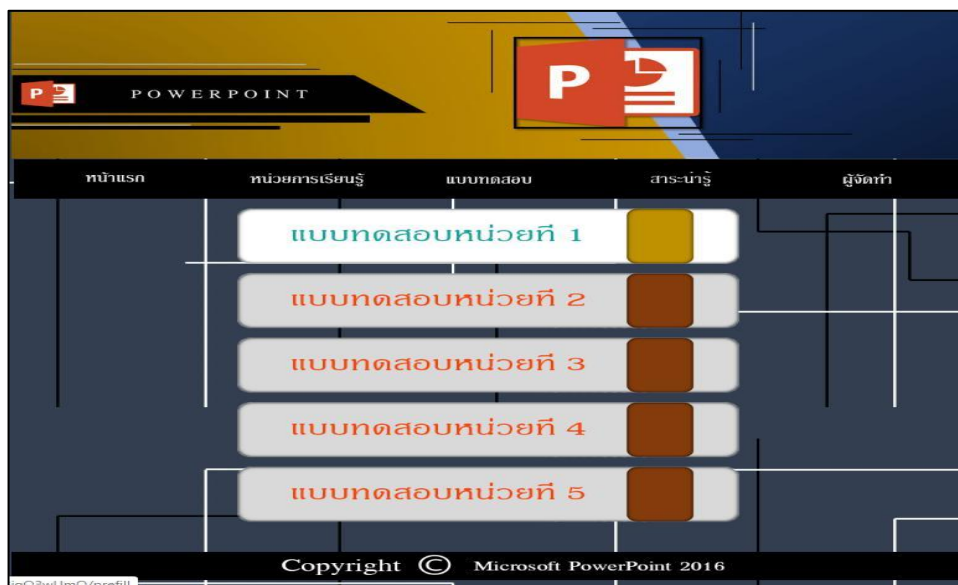 P POWERPOINT
P
หน้าแรก หน่วยการเรียนรู้ แบบทดสอบ สาระน่ารู้ ผู้จัดทำ
แบบทดสอบหน่วยที่ 1
แบบทดสอบหน่วยที่ 2
แบบทดสอบหน่วยที่ 3
แบบทดสอบหน่วยที่ 4
แบบทดสอบหน่วยที่ 5
Copyright © Microsoft PowerPoint 2016